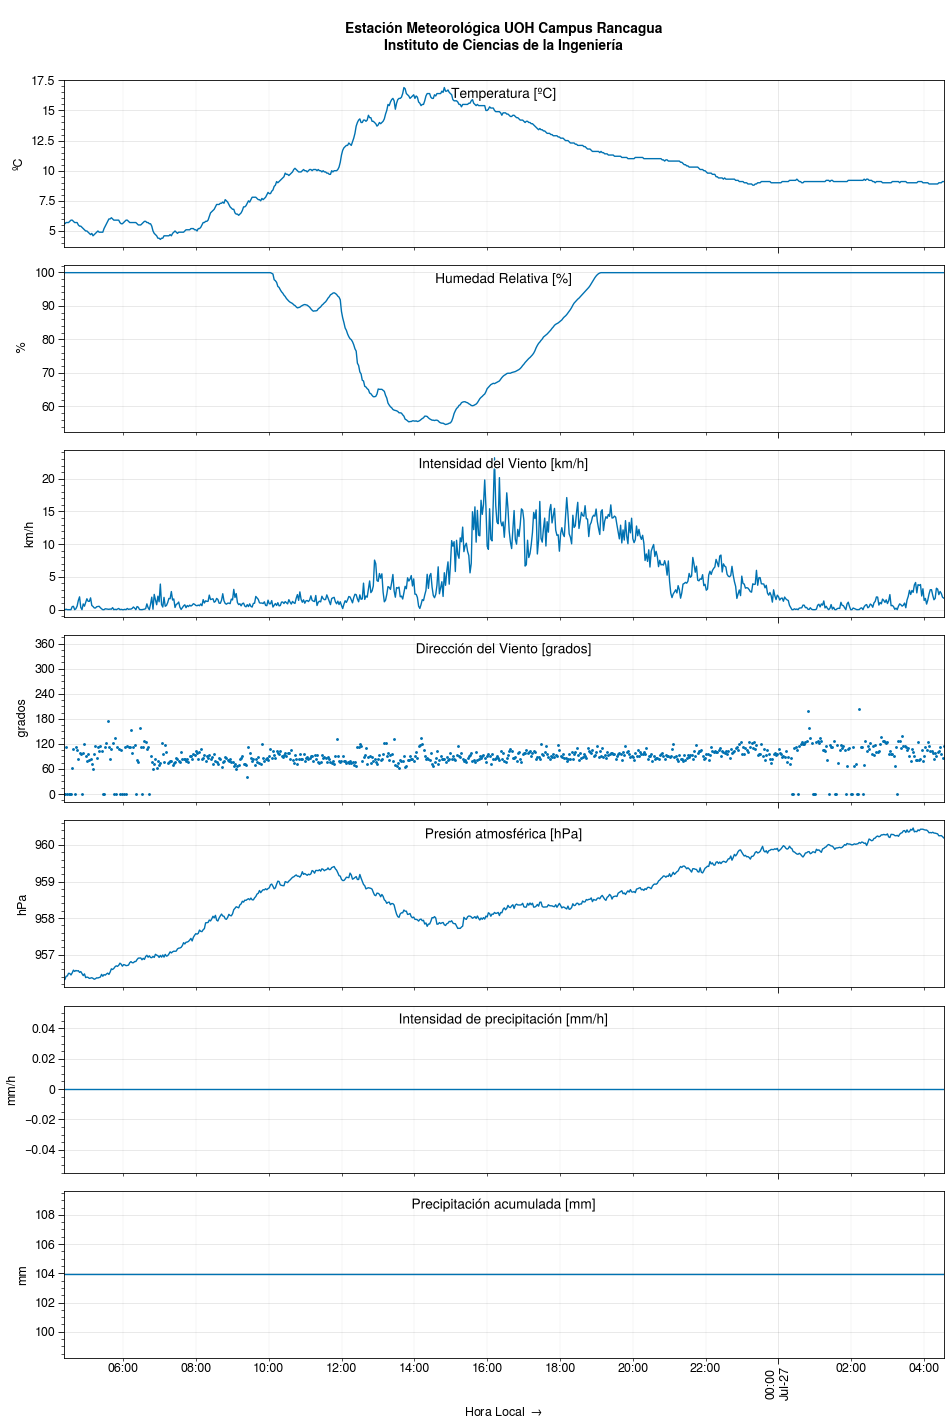 Estación Meteorológica UOH Campus Rancagua
Instituto de Ciencias de la Ingeniería
Temperatura [ºC]
ºC
17.5
15
12.5
10
7.5
5
Humedad Relativa [%]
%
100
90
80
70
60
Intensidad del Viento [km/h]
km/h
20
15
10
5
0
Dirección del Viento [grados]
grados
360
300
240
180
120
60
0
Presión atmosférica [hPa]
hPa
960
959
958
957
Intensidad de precipitación [mm/h]
mm/h
0.04
0.02
0
−0.02
−0.04
Precipitación acumulada [mm]
mm
108
106
104
102
100
06:00 08:00 10:00 12:00 14:00 16:00 18:00 20:00 22:00 00:00 02:00 04:00
Jul-27
Hora Local →